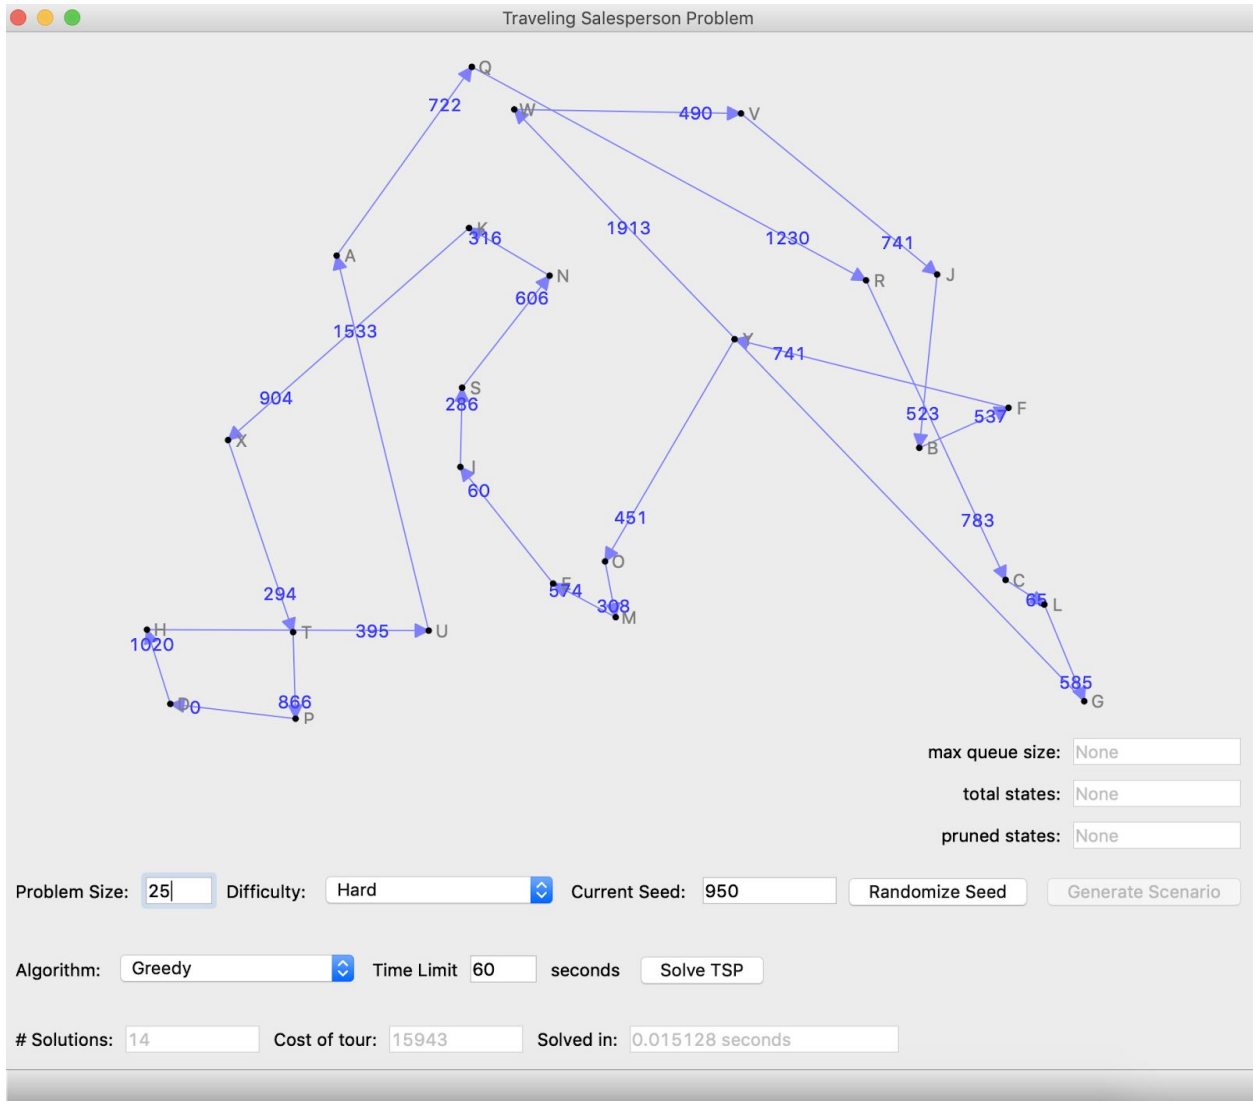 Traveling Salesperson Problem
Q
722
W
490
V
K
316
1913
1230
741
A
N
R
J
606
1533
Y
741
904
S
286
523
537
F
X
B
I
60
451
783
O
E
574
C
294
308
M
65
L
H
T
395
U
1020
585
D
0
866
P
G
max queue size: None
total states: None
pruned states: None
Problem Size: 25 Difficulty: Hard Current Seed: 950 Randomize Seed Generate Scenario
Algorithm: Greedy Time Limit 60 seconds Solve TSP
# Solutions: 14 Cost of tour: 15943 Solved in: 0.015128 seconds